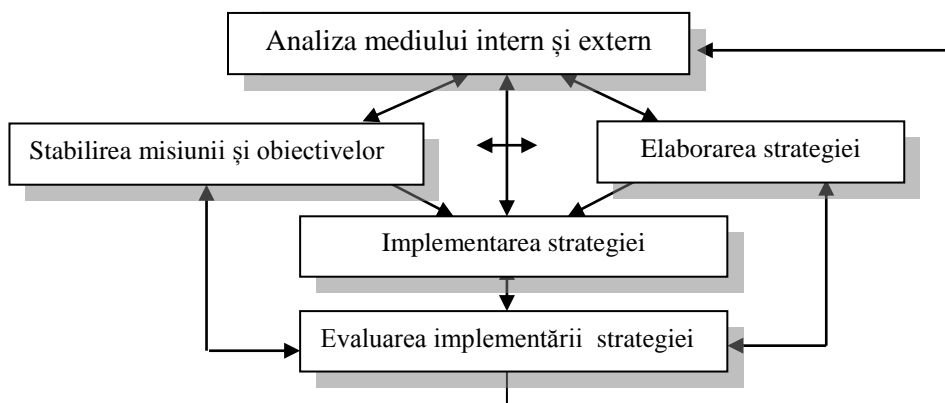 Analiza mediului intern și extern
Stabilirea misiunii și obiectivelor
Elaborarea strategiei
Implementarea strategiei
Evaluarea implementării strategiei